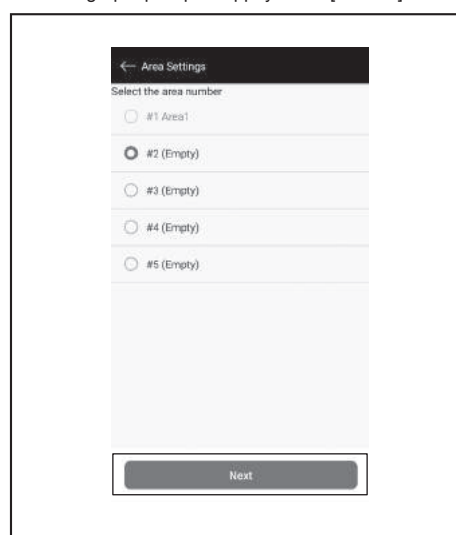 ← Area Settings
Select the area number
#1 Area1
#2 (Empty)
#3 (Empty)
#4 (Empty)
#5 (Empty)
Next